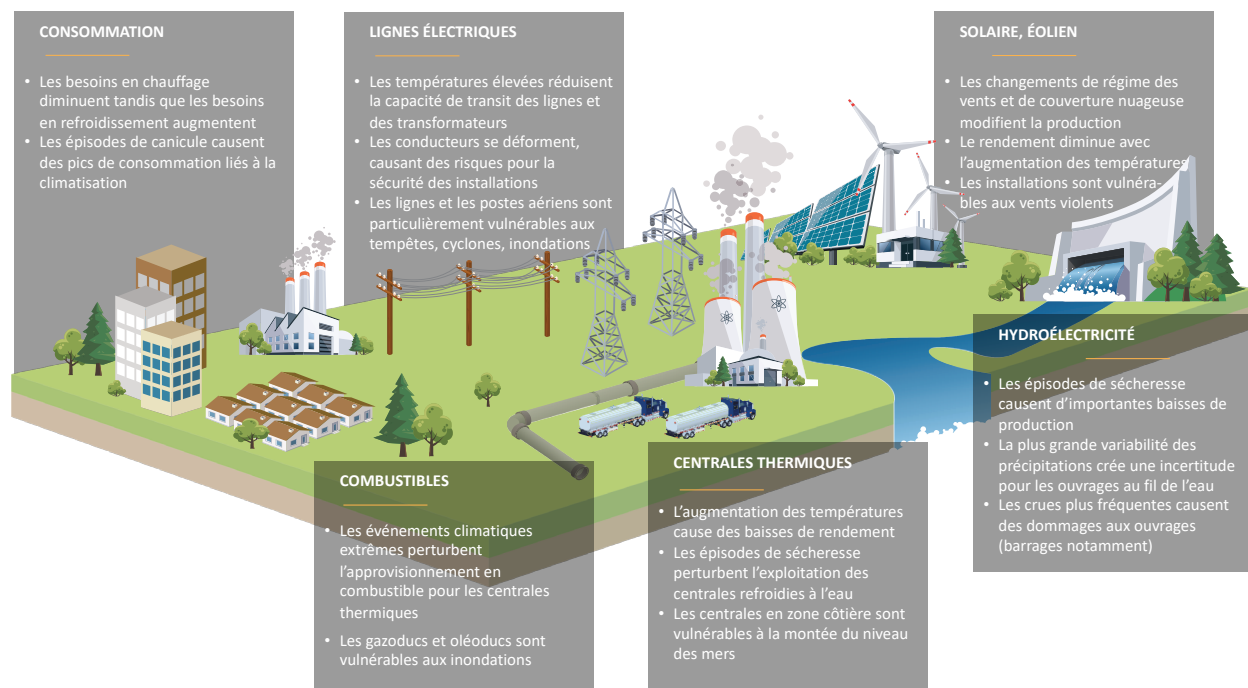 CONSOMMATION
• Les besoins en chauffage
diminuent tandis que les besoins
en refroidissement augmentent
• Les épisodes de canicule causent
des pics de consommation liés à la
climatisation
LIGNES ÉLECTRIQUES
• Les températures élevées réduisent
la capacité de transit des lignes et
des transformateurs
• Les conducteurs se déforment,
causant des risques pour la
sécurité des installations
• Les lignes et les postes aériens sont
particulièrement vulnérables aux
tempêtes, cyclones, inondations
SOLAIRE, ÉOLIEN
• Les changements de régime des
vents et de couverture nuageuse
modifient la production
• Le rendement diminue avec
l’augmentation des températures
• Les installations sont vulnéra-
bles aux vents violents
HYDROÉLECTRICITÉ
• Les épisodes de sécheresse
causent d’importantes baisses de
production
• La plus grande variabilité des
précipitations crée une incertitude
pour les ouvrages au fil de l’eau
• Les crues plus fréquentes causent
des dommages aux ouvrages
(barrages notamment)
COMBUSTIBLES
• Les événements climatiques
extrêmes perturbent
l’approvisionnement en
combustible pour les centrales
thermiques
• Les gazoducs et oléoducs sont
vulnérables aux inondations
CENTRALES THERMIQUES
• L’augmentation des températures
cause des baisses de rendement
• Les épisodes de sécheresse
perturbent l’exploitation des
centrales refroidies à l’eau
• Les centrales en zone côtière sont
vulnérables à la montée du niveau
des mers